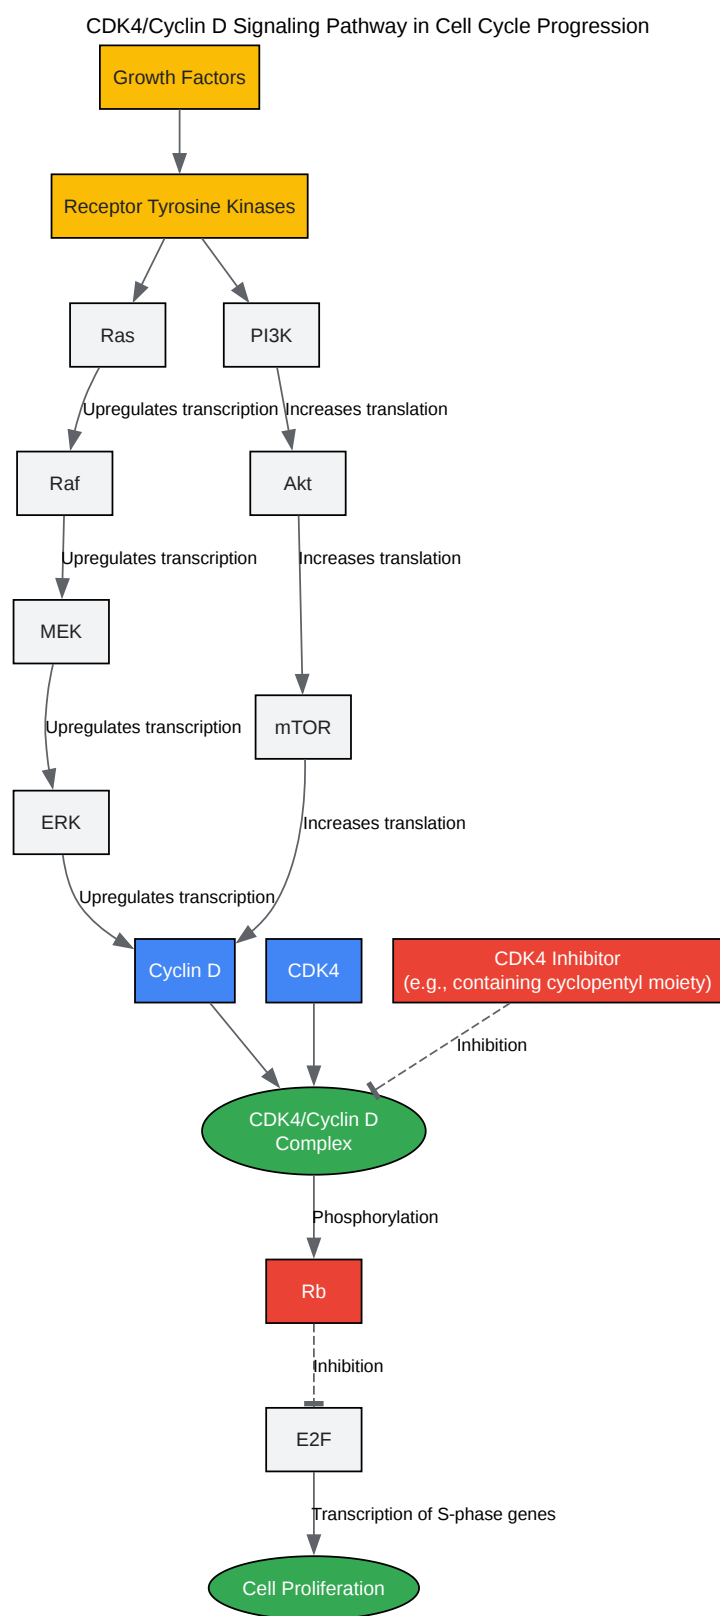 CDK4/Cyclin D Signaling Pathway in Cell Cycle Progression
Growth Factors
Receptor Tyrosine Kinases
Ras
PI3K
Upregulates transcription
Increases translation
Raf
Akt
Upregulates transcription
Increases translation
MEK
Upregulates transcription
mTOR
ERK
Increases translation
Upregulates transcription
Cyclin D
CDK4
CDK4 Inhibitor
(e.g., containing cyclopentyl moiety)
Inhibition
CDK4/Cyclin D
Complex
Phosphorylation
Rb
Inhibition
E2F
Transcription of S-phase genes
Cell Proliferation